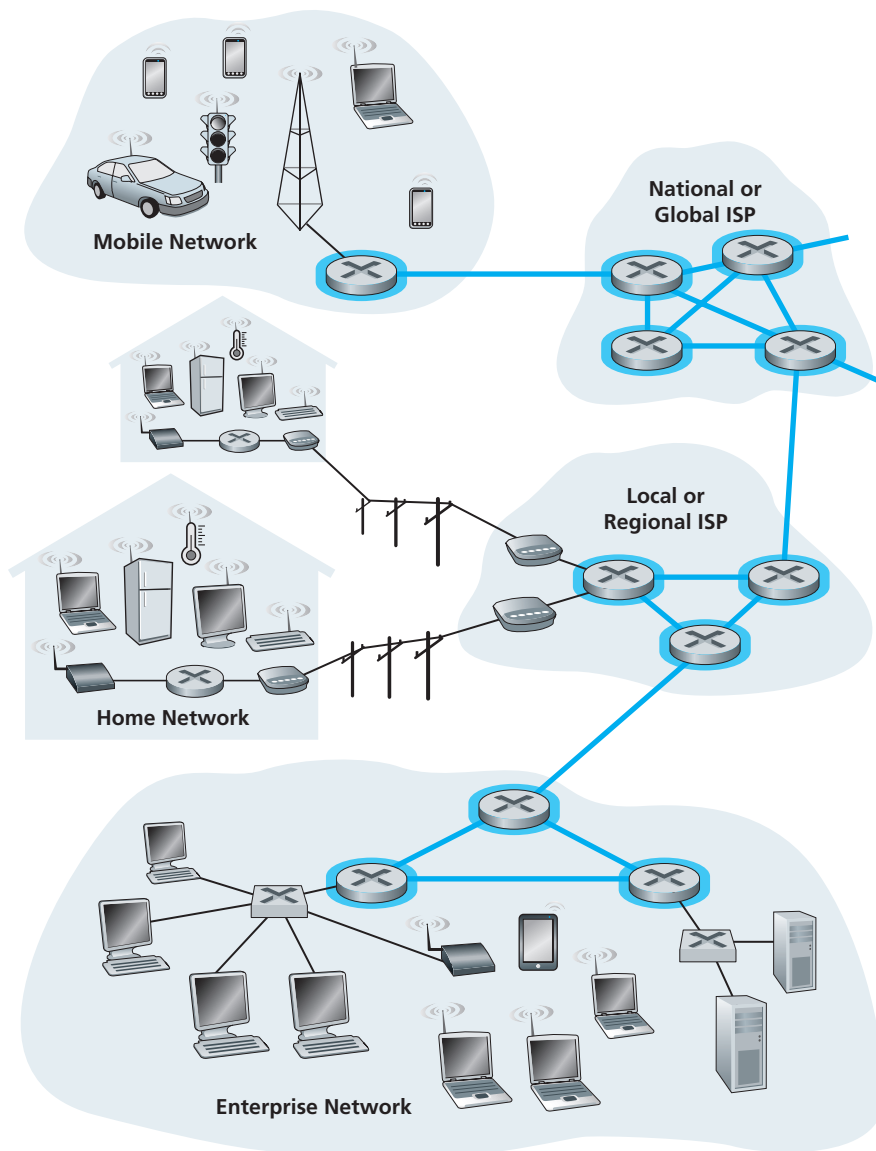 National or
Global ISP
Mobile Network
Local or
Regional ISP
Home Network
Enterprise Network